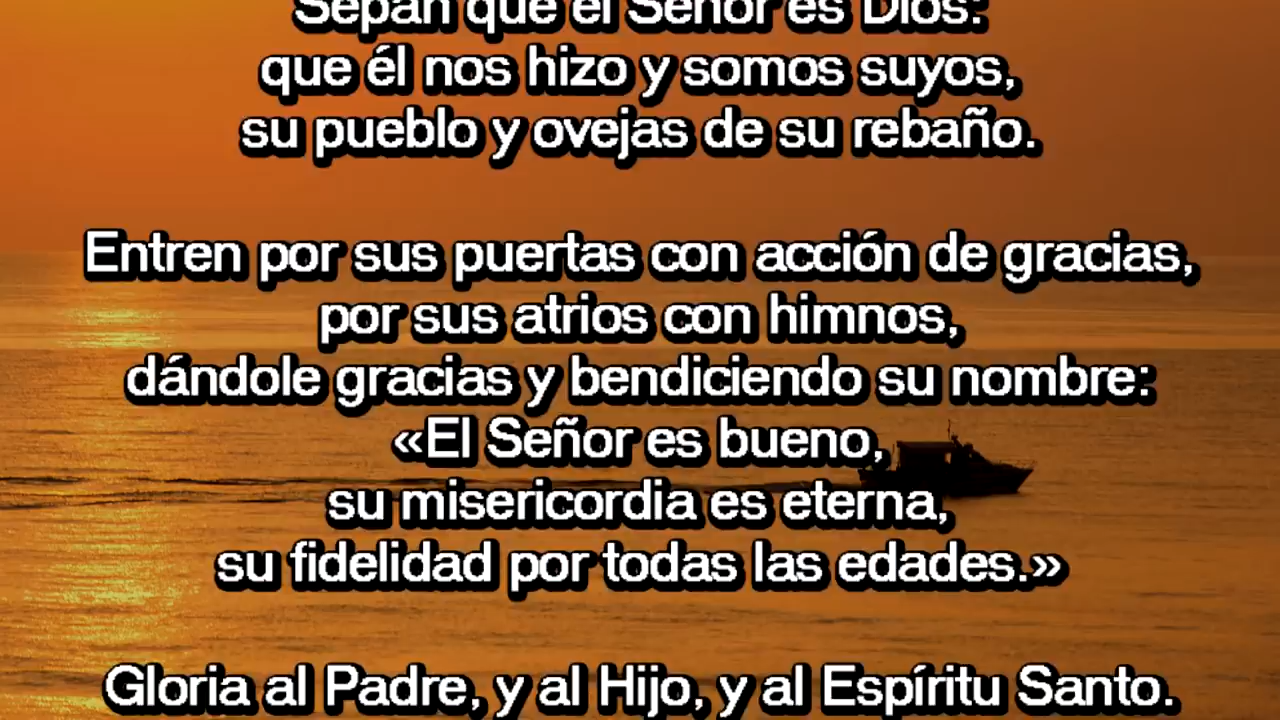 Sepan que el Señor es Dios:
que él nos hizo y somos suyos,
su pueblo y ovejas de su rebaño.
Entren por sus puertas con acción de gracias,
por sus atrios con himnos,
dándole gracias y bendiciendo su nombre:
«El Señor es bueno,
su misericordia es eterna,
su fidelidad por todas las edades.»
Gloria al Padre, y al Hijo, y al Espíritu Santo.